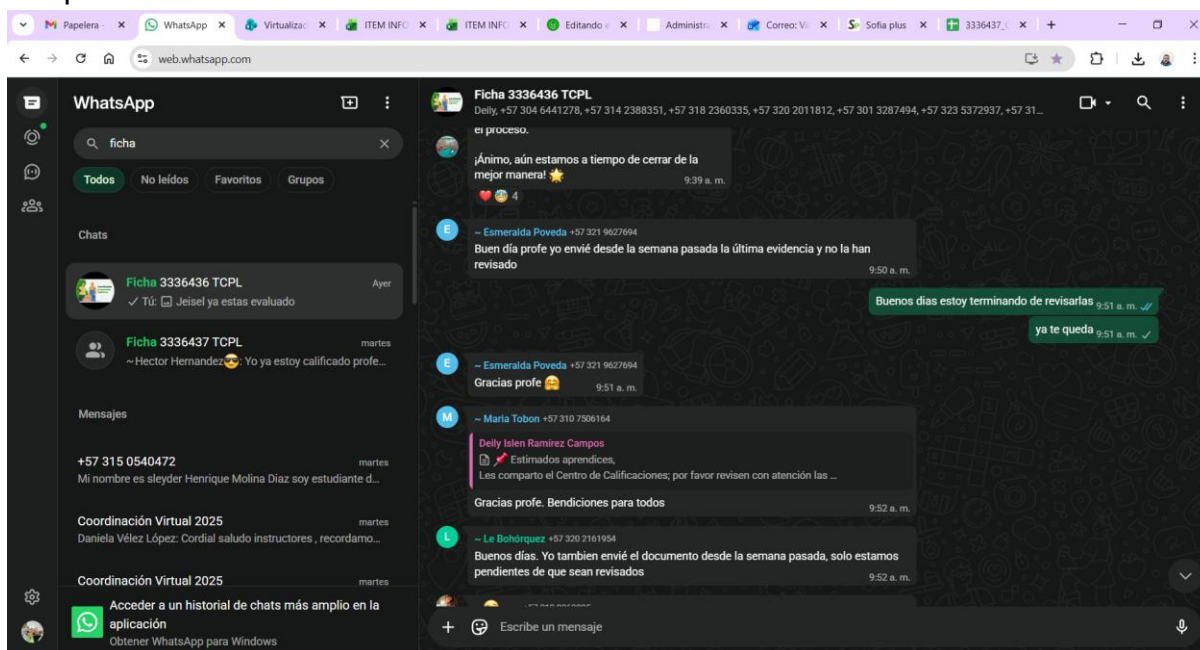 Papelera -
WhatsApp
Virtualizac
ITEM INFO
ITEM INFO
Editando e
Administra
Correo: Vi
Sofia plus
3336437_
web.whatsapp.com
WhatsApp
ficha
Todos No leídos Favoritos Grupos
Chats
Ficha 3336436 TCPL Ayer
Tú: Jeisel ya estas evaluado
Ficha 3336437 TCPL martes
~Hector Hernandez😎: Yo ya estoy calificado profe...
Mensajes
+57 315 0540472 martes
Mi nombre es sleyder Henrique Molina Diaz soy estudiante d...
Coordinación Virtual 2025 martes
Daniela Vélez López: Cordial saludo instructores , recordamo...
Coordinación Virtual 2025 martes
Acceder a un historial de chats más amplio en la
aplicación
Obtener WhatsApp para Windows
Ficha 3336436 TCPL
Deily, +57 304 6441278, +57 314 2388351, +57 318 2360335, +57 320 2011812, +57 301 3287494, +57 323 5372937, +57 31...
el proceso.
¡Ánimo, aún estamos a tiempo de cerrar de la
mejor manera! 🌟 9:39 a. m.
4
E
~ Esmeralda Poveda +57 321 9627694
Buen día profe yo envié desde la semana pasada la última evidencia y no la han
revisado 9:50 a. m.
Buenos dias estoy terminando de revisarlas 9:51 a. m.
ya te queda 9:51 a. m.
E
~ Esmeralda Poveda +57 321 9627694
Gracias profe 🤗 9:51 a. m.
M
~ Maria Tobon +57 310 7506164
Deily Islen Ramírez Campos
📄 📌 Estimados aprendices,
Les comparto el Centro de Calificaciones; por favor revisen con atención las ...
Gracias profe. Bendiciones para todos 9:52 a. m.
L
~ Le Bohórquez +57 320 2161954
Buenos días. Yo tambien envié el documento desde la semana pasada, solo estamos
pendientes de que sean revisados 9:52 a. m.
Escribe un mensaje